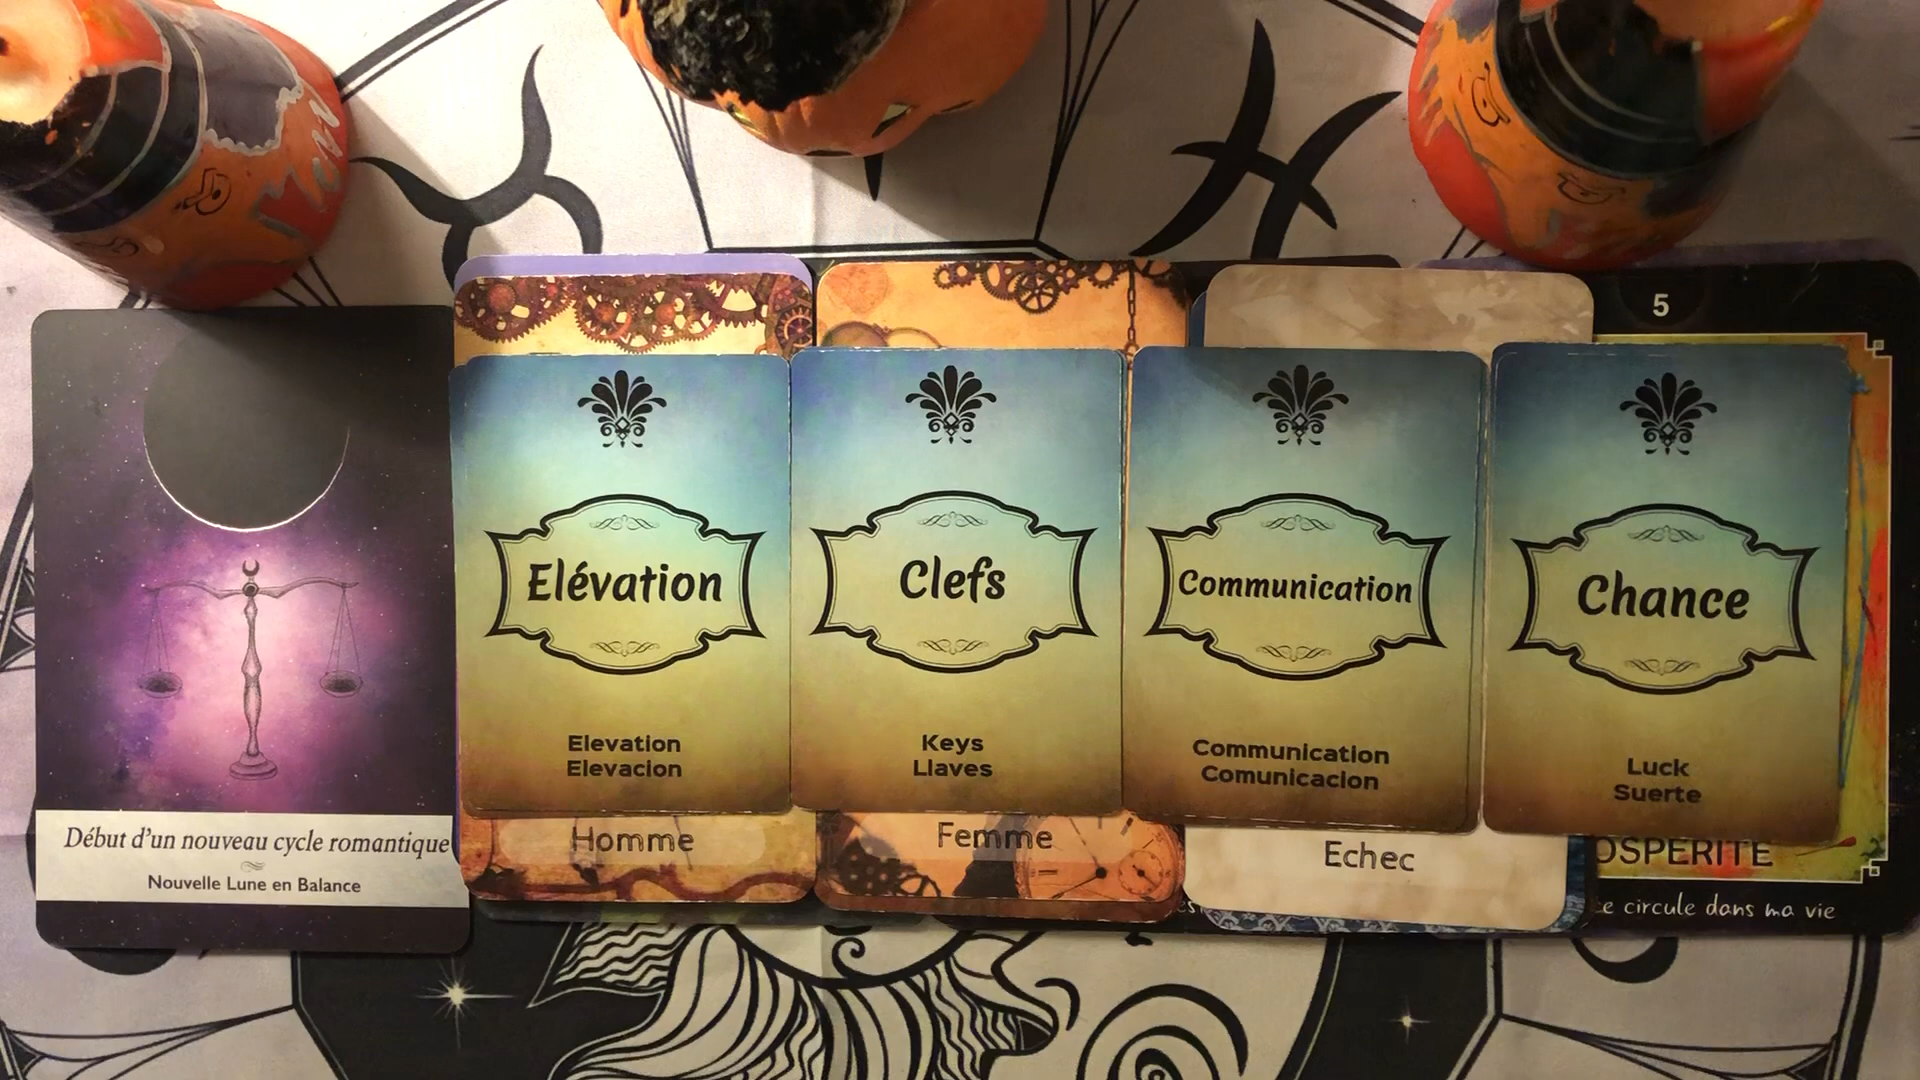 5
Elévation
Elevation
Elevacion
Clefs
Keys
Llaves
Communication
Communication
Comunicacion
Chance
Luck
Suerte
Début d'un nouveau cycle romantique
Nouvelle Lune en Balance
Homme
Femme
Echec
OSPERITE
circule dans ma vie